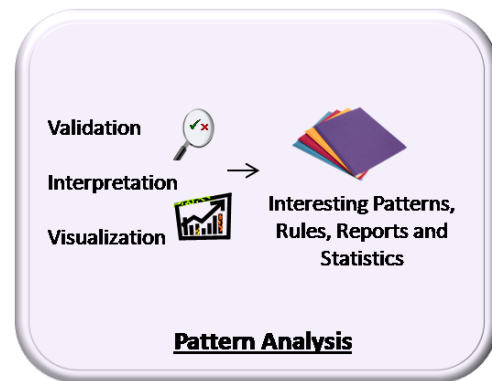 Validation
Interpretation
Visualization
Interesting Patterns,
Rules, Reports and
Statistics
Pattern Analysis